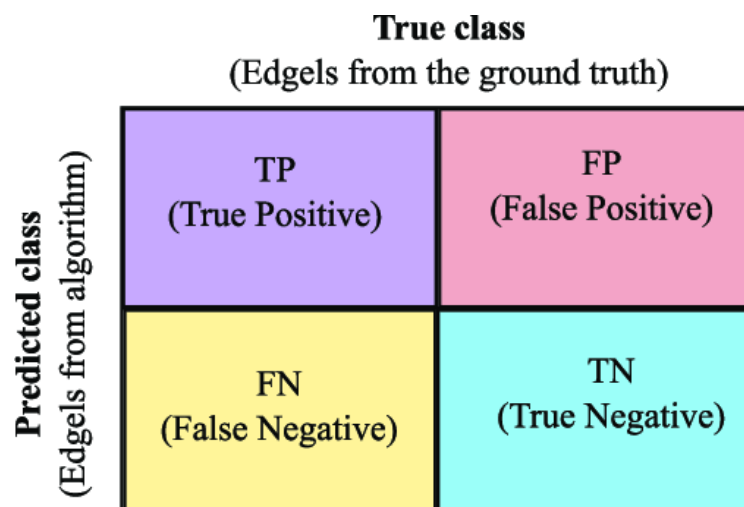 True class
(Edgels from the ground truth)
Predicted class
(Edgels from algorithm)
TP
(True Positive)
FP
(False Positive)
FN
(False Negative)
TN
(True Negative)